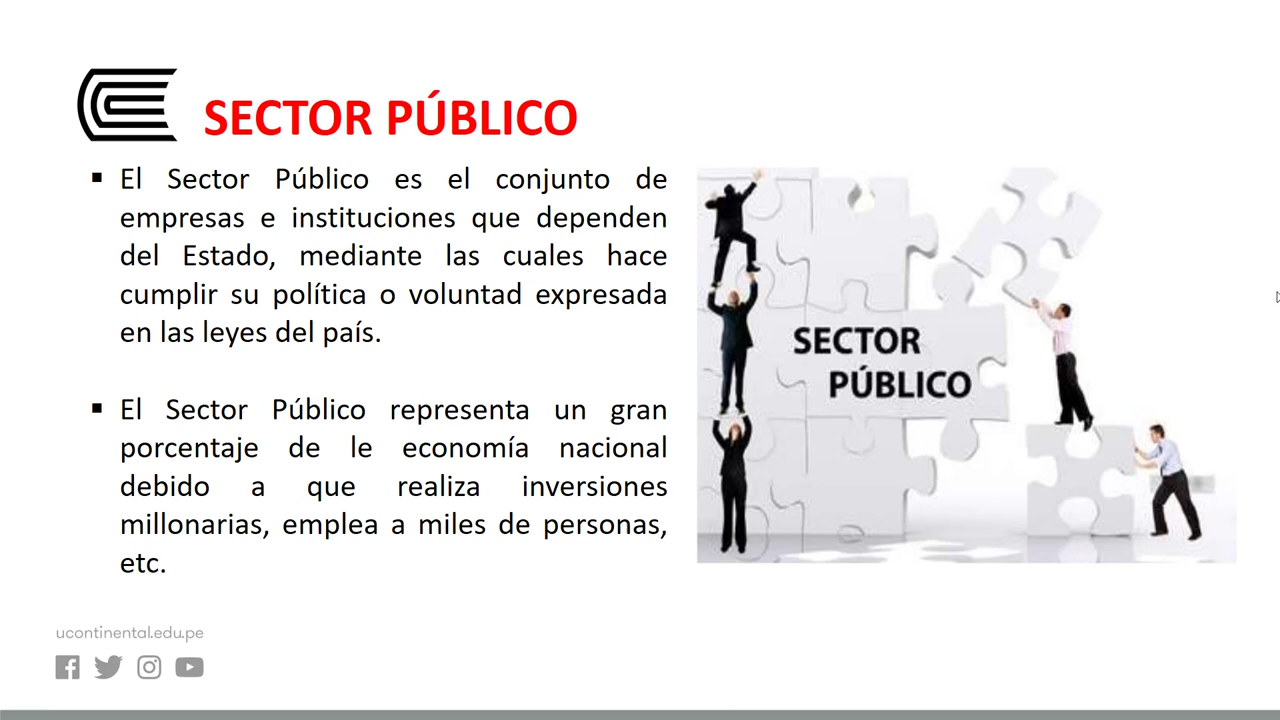 SECTOR PÚBLICO
▪ El Sector Público es el conjunto de
empresas e instituciones que dependen
del Estado, mediante las cuales hace
cumplir su política o voluntad expresada
en las leyes del país.
▪ El Sector Público representa un gran
porcentaje de le economía nacional
debido a que realiza inversiones
millonarias, emplea a miles de personas,
etc.
SECTOR
PÚBLICO
ucontinental.edu.pe